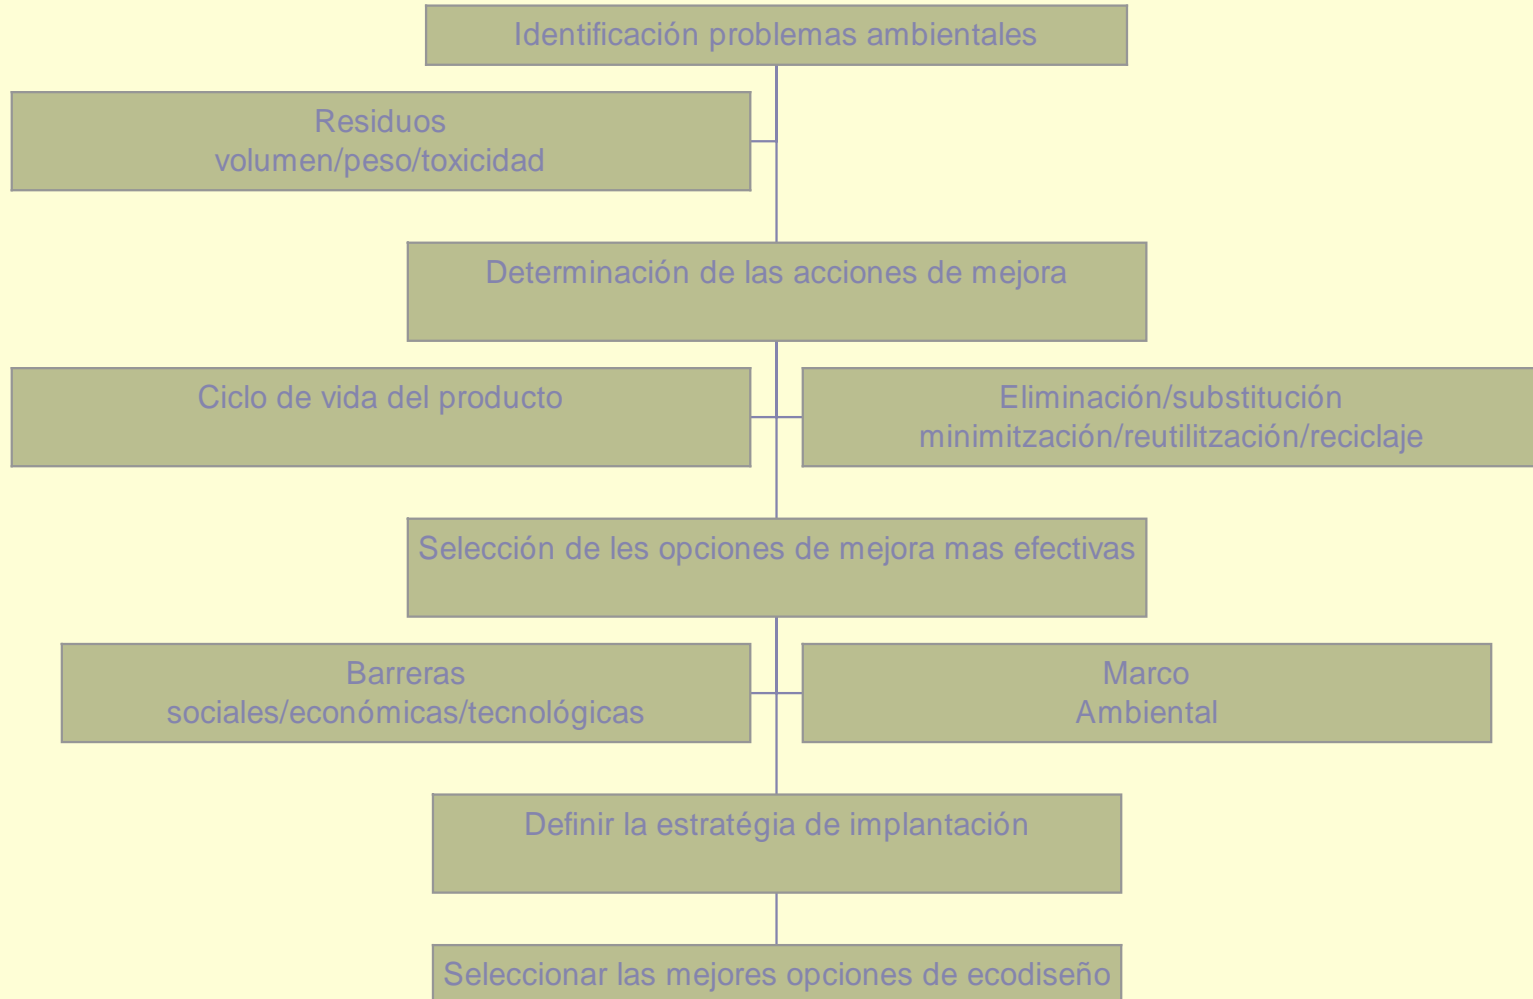 Identificación problemas ambientales
Residuos
volumen/peso/toxicidad
Determinación de las acciones de mejora
Ciclo de vida del producto
Eliminación/substitución
minimitzación/reutilitzación/reciclaje
Selección de les opciones de mejora mas efectivas
Barreras
sociales/económicas/tecnológicas
Marco
Ambiental
Definir la estratégia de implantación
Seleccionar las mejores opciones de ecodiseño